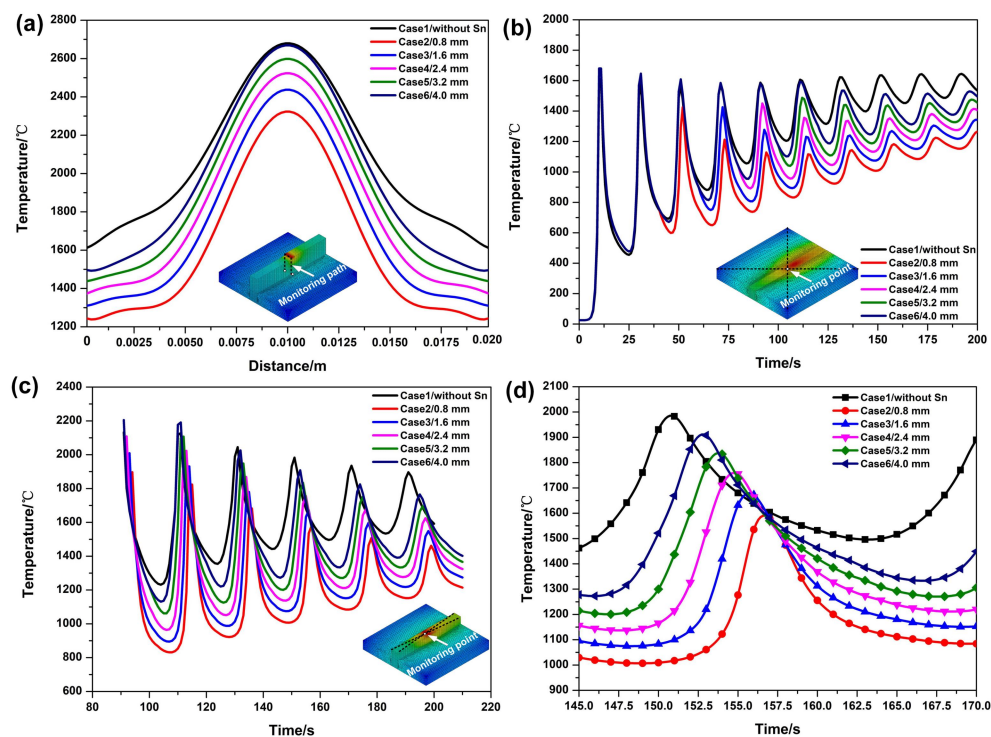 (a)
2800
2600
2400
2200
2000
1800
1600
1400
1200
Temperature/℃
Case1/without Sn
Case2/0.8 mm
Case3/1.6 mm
Case4/2.4 mm
Case5/3.2 mm
Case6/4.0 mm
Monitoring path
0 0.0025 0.0050 0.0075 0.0100 0.0125 0.0150 0.0175 0.020
Distance/m
(b)
2000
1800
1600
1400
1200
1000
800
600
400
200
0
Temperature/℃
Monitoring point
Case1/without Sn
Case2/0.8 mm
Case3/1.6 mm
Case4/2.4 mm
Case5/3.2 mm
Case6/4.0 mm
0 25 50 75 100 125 150 175 200
Time/s
(c)
2400
2200
2000
1800
1600
1400
1200
1000
800
600
Temperature/℃
Case1/without Sn
Case2/0.8 mm
Case3/1.6 mm
Case4/2.4 mm
Case5/3.2 mm
Case6/4.0 mm
Monitoring point
80 100 120 140 160 180 200 220
Time/s
(d)
2100
2000
1900
1800
1700
1600
1500
1400
1300
1200
1100
1000
900
Temperature/℃
Case1/without Sn
Case2/0.8 mm
Case3/1.6 mm
Case4/2.4 mm
Case5/3.2 mm
Case6/4.0 mm
145.0 147.5 150.0 152.5 155.0 157.5 160.0 162.5 165.0 167.5 170.0
Time/s